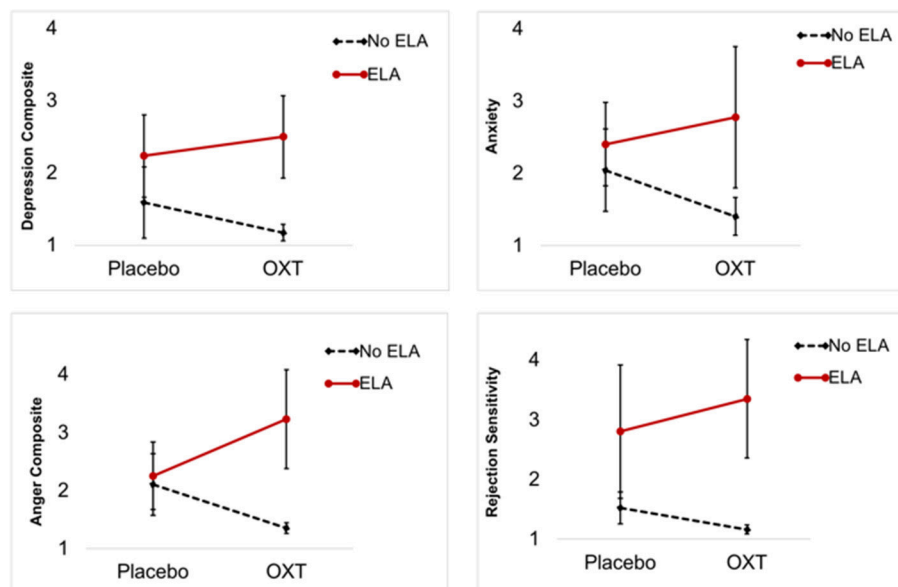 Depression Composite
4
3
2
1
Placebo OXT
No ELA
ELA
Anxiety
4
3
2
1
Placebo OXT
No ELA
ELA
Anger Composite
4
3
2
1
Placebo OXT
No ELA
ELA
Rejection Sensitivity
4
3
2
1
Placebo OXT
No ELA
ELA